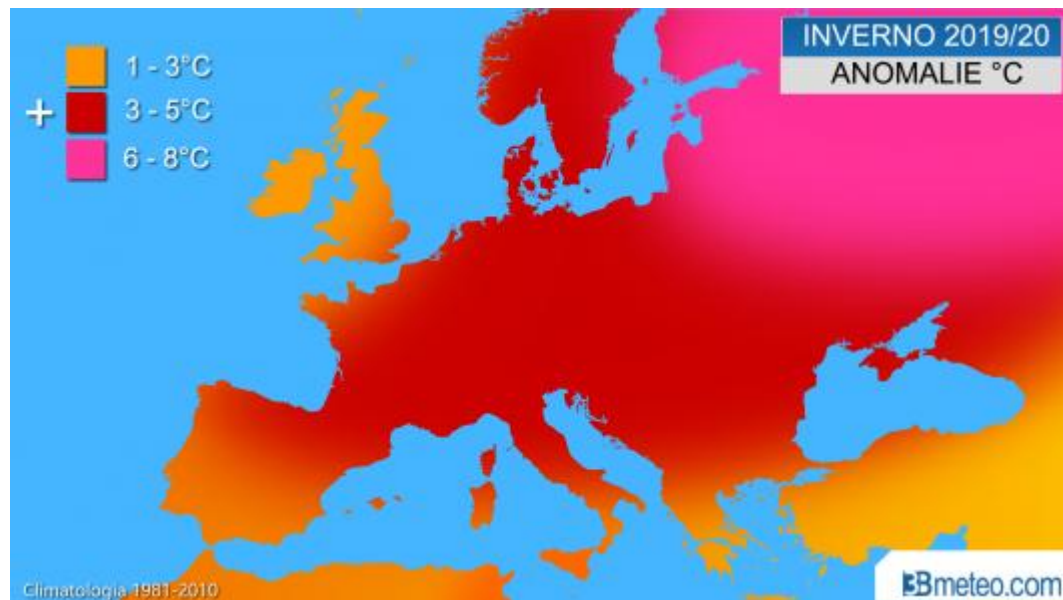 INVERNO 2019/20
ANOMALIE °C
1 - 3°C
+
3 - 5°C
6 - 8°C
Climatologia 1981-2010
3Bmeteo.com